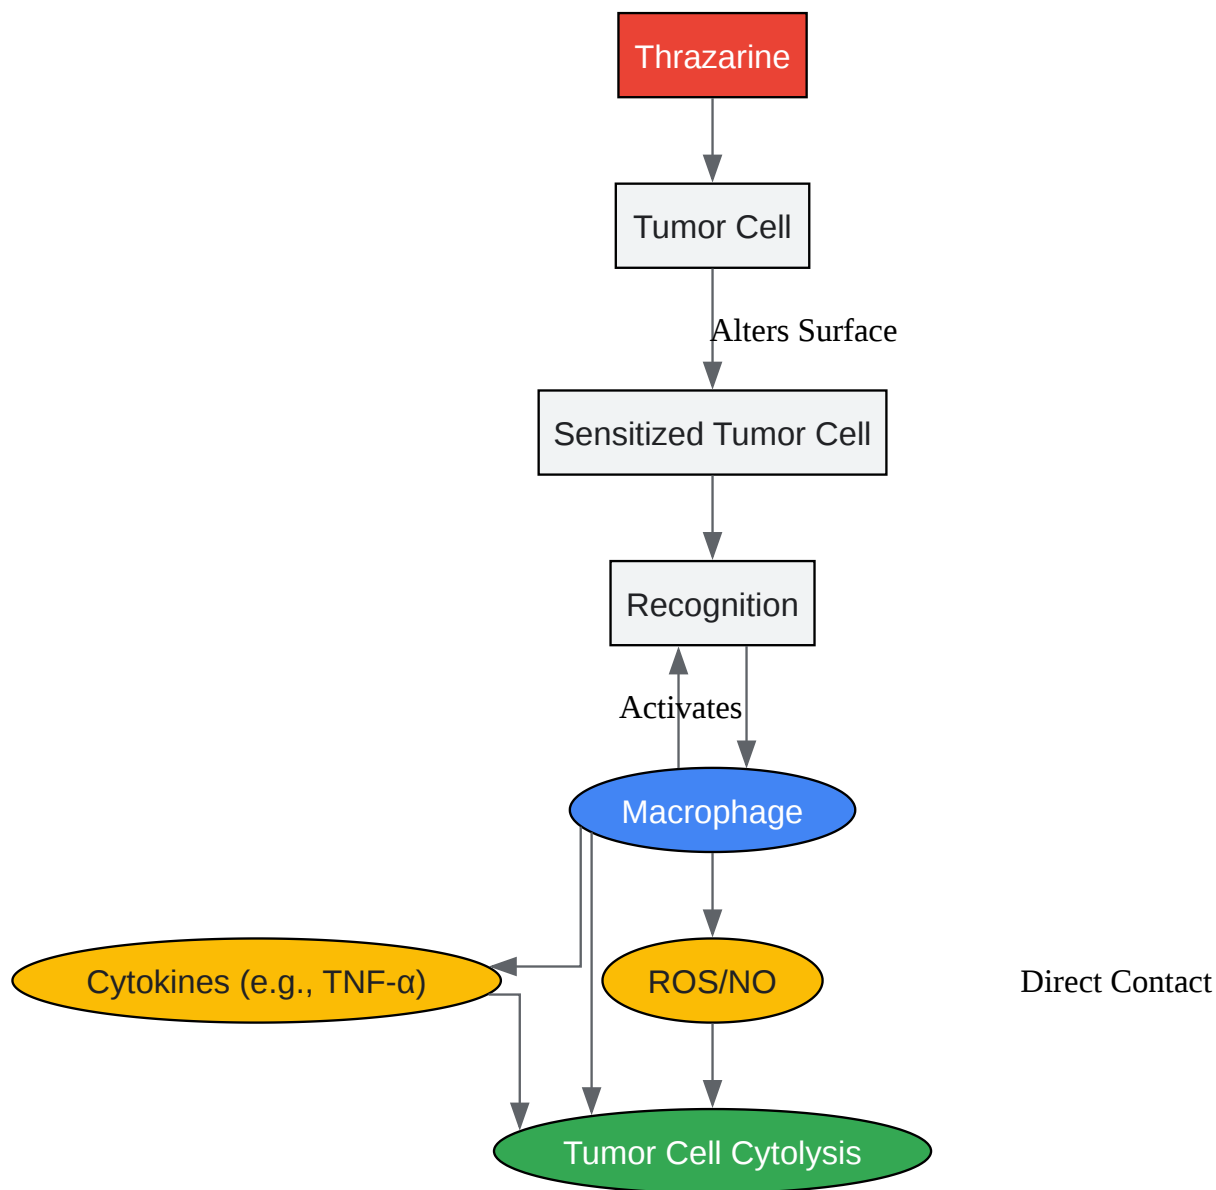 Thrazarine
Tumor Cell
Alters Surface
Sensitized Tumor Cell
Recognition
Activates
Macrophage
Cytokines (e.g., TNF-α)
ROS/NO
Direct Contact
Tumor Cell Cytolysis